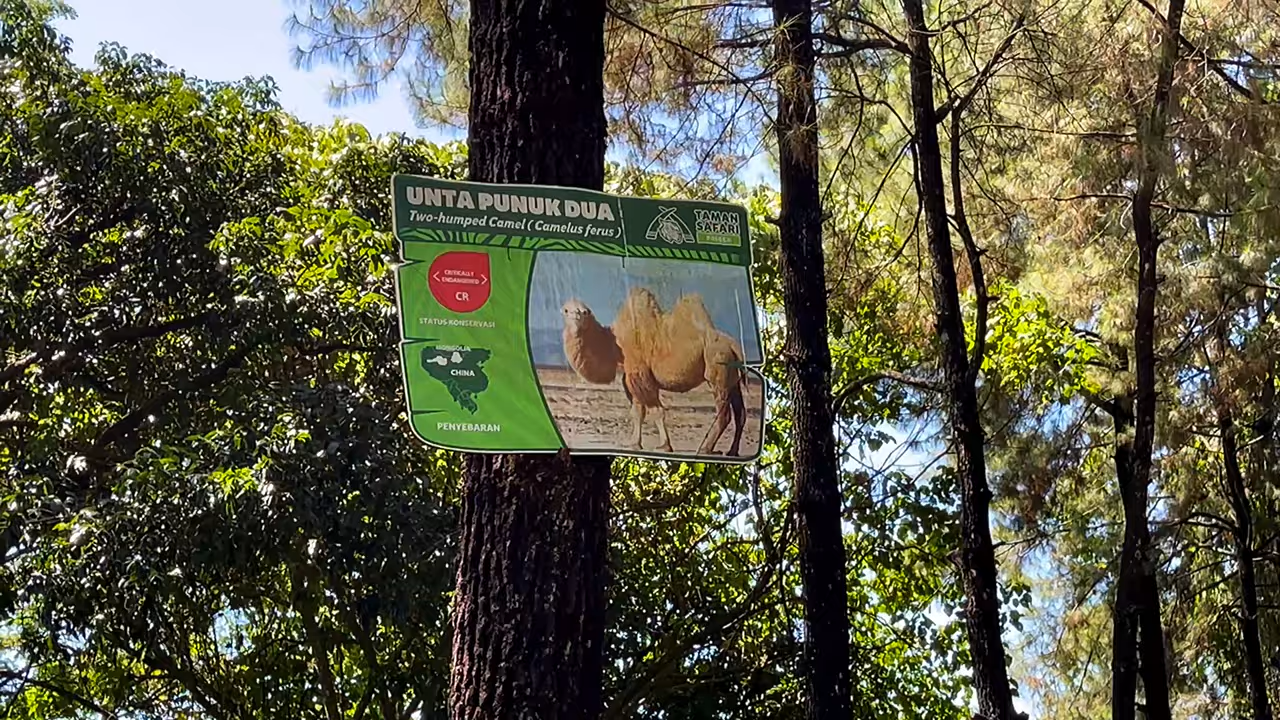 UNTA PUNUK DUA
Two-humped Camel ( Camelus ferus )
TAMAN
SAFARI
CRITICALLY
ENDANGERED
CR
STATUS KONSERVASI
MONGOLIA
CHINA
PENYEBARAN